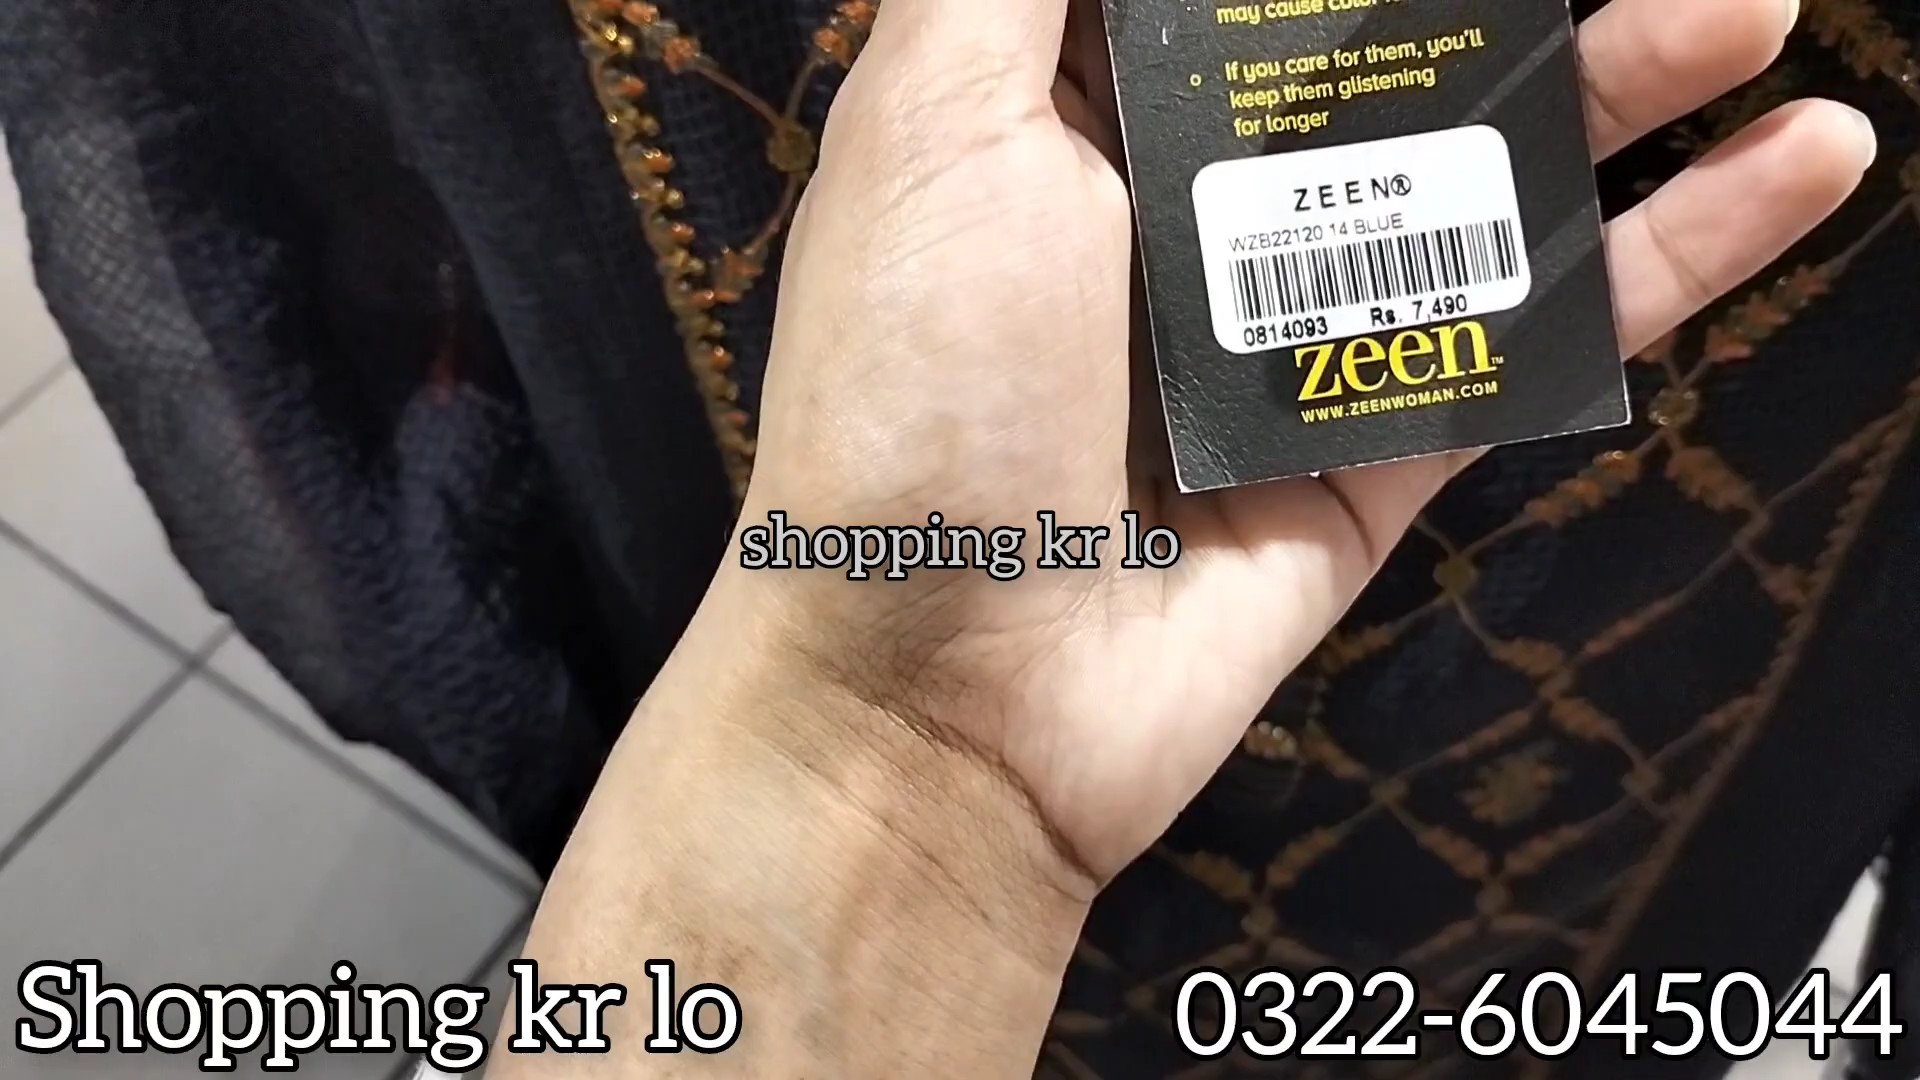 may cause color
If you care for them, you'll
keep them glistening
for longer
ZEEN®
WZB22120 14 BLUE
0814093 Rs. 7,490
zeen™
WWW.ZEENWOMAN.COM
shopping kr lo
Shopping kr lo
0322-6045044